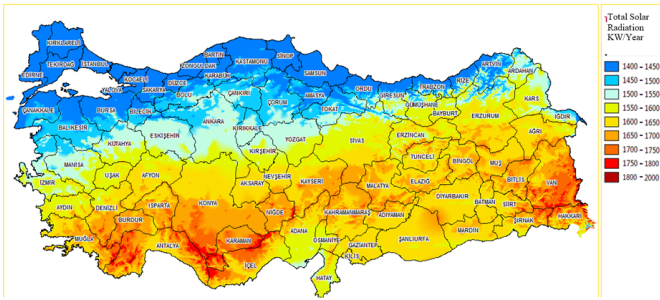 Total Solar
Radiation
KW/Year
1400 - 1450
1450 - 1500
1500 - 1550
1550 - 1600
1600 - 1650
1650 - 1700
1700 - 1750
1750 - 1800
1800 - 2000
KIRKLARELİ
EDİRNE
TEKİRDAĞ
İSTANBUL
KOCAELİ
YALOVA
SAKARYA
DÜZCE
BOLU
ZONGULDAK
BARTIN
KARABÜK
KASTAMONU
SİNOP
SAMSUN
ÇANKIRI
ÇORUM
AMASYA
TOKAT
ORDU
GİRESUN
TRABZON
RİZE
ARTVİN
ARDAHAN
KARS
GÜMÜŞHANE
BAYBURT
ERZURUM
IĞDIR
AĞRI
ÇANAKKALE
BALIKESİR
BURSA
BİLECİK
KÜTAHYA
ESKİŞEHİR
ANKARA
KIRIKKALE
YOZGAT
SİVAS
ERZİNCAN
TUNCELİ
BİNGÖL
MUŞ
BİTLİS
VAN
MANİSA
İZMİR
UŞAK
AFYON
KIRŞEHİR
NEVŞEHİR
AKSARAY
KAYSERİ
MALATYA
ELAZIĞ
DİYARBAKIR
BATMAN
SİİRT
ŞIRNAK
HAKKARİ
AYDIN
DENİZLİ
ISPARTA
BURDUR
KONYA
NİĞDE
KAHRAMANMARAŞ
ADIYAMAN
MARDİN
ŞANLIURFA
MUĞLA
ANTALYA
KARAMAN
İÇEL
ADANA
OSMANİYE
GAZİANTEP
KİLİS
HATAY